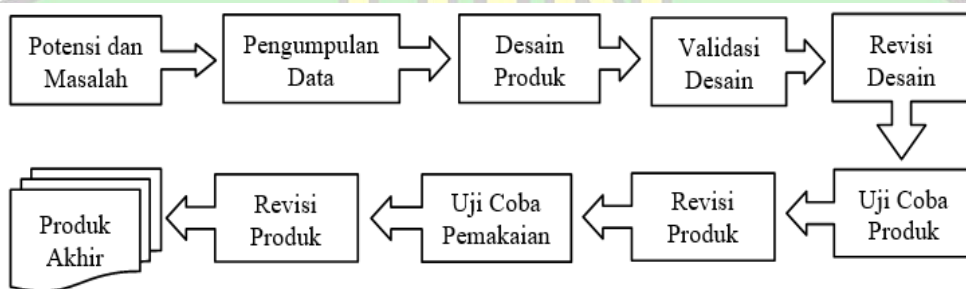 Potensi dan
Masalah
Pengumpulan
Data
Desain
Produk
Validasi
Desain
Revisi
Desain
Uji Coba
Produk
Revisi
Produk
Uji Coba
Pemakaian
Revisi
Produk
Produk
Akhir